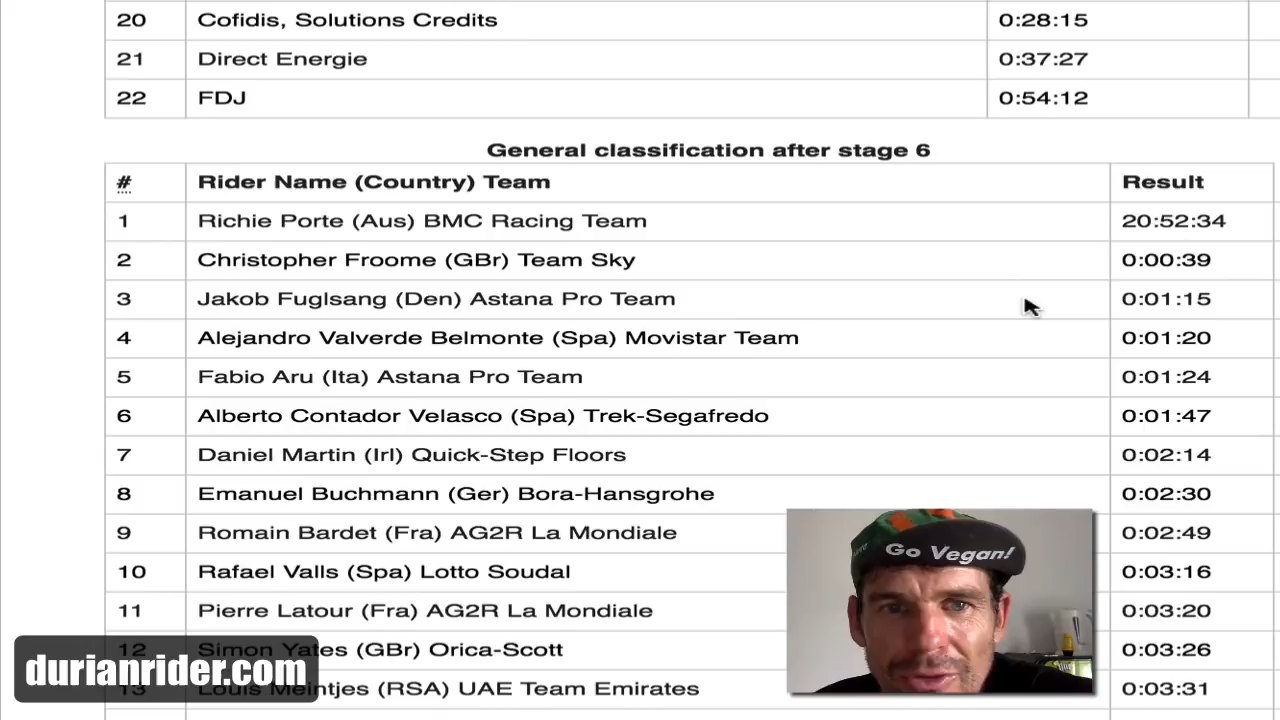 20 Cofidis, Solutions Credits 0:28:15
21 Direct Energie 0:37:27
22 FDJ 0:54:12
General classification after stage 6
# Rider Name (Country) Team Result
1 Richie Porte (Aus) BMC Racing Team 20:52:34
2 Christopher Froome (GBr) Team Sky 0:00:39
3 Jakob Fuglsang (Den) Astana Pro Team 0:01:15
4 Alejandro Valverde Belmonte (Spa) Movistar Team 0:01:20
5 Fabio Aru (Ita) Astana Pro Team 0:01:24
6 Alberto Contador Velasco (Spa) Trek-Segafredo 0:01:47
7 Daniel Martin (Irl) Quick-Step Floors 0:02:14
8 Emanuel Buchmann (Ger) Bora-Hansgrohe 0:02:30
9 Romain Bardet (Fra) AG2R La Mondiale 0:02:49
10 Rafael Valls (Spa) Lotto Soudal 0:03:16
11 Pierre Latour (Fra) AG2R La Mondiale 0:03:20
12 Simon Yates (GBr) Orica-Scott 0:03:26
13 Louis Meintjes (RSA) UAE Team Emirates 0:03:31
Go Vegan!
durianrider.com